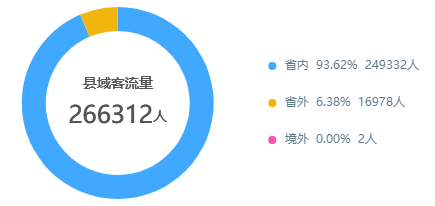 县域客流量
266312人
省内 93.62% 249332人
省外 6.38% 16978人
境外 0.00% 2人